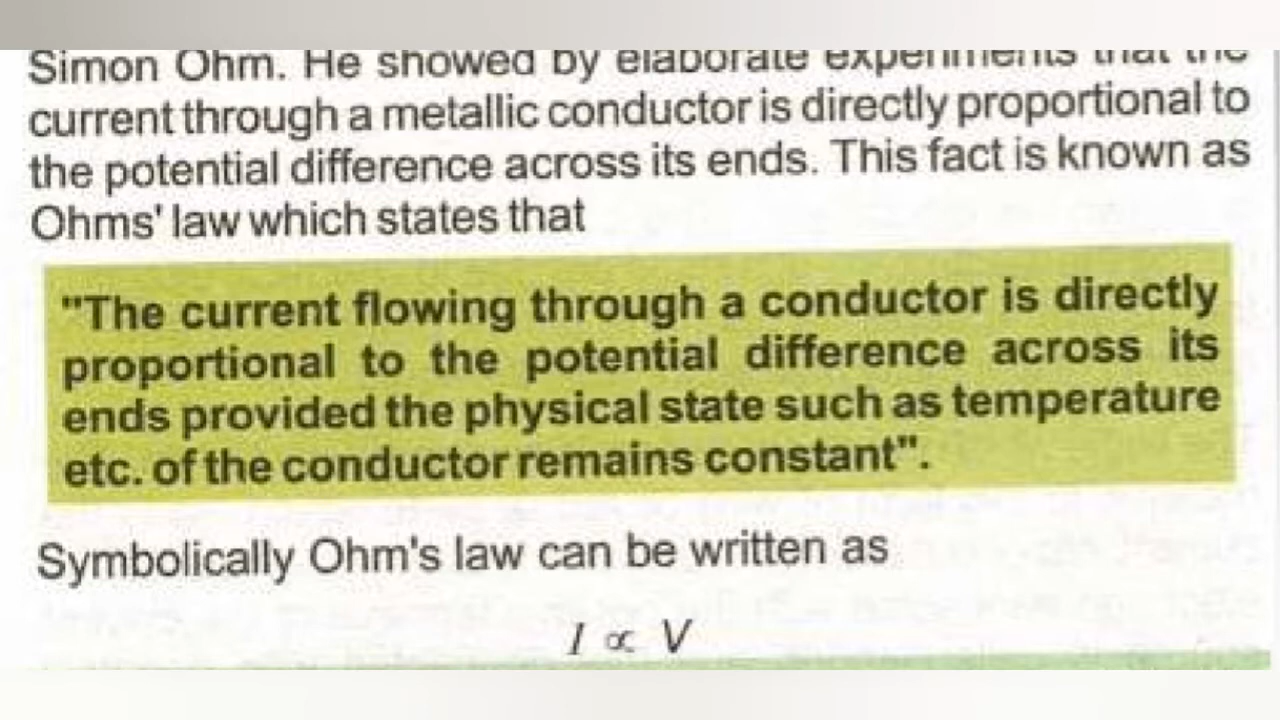 Simon Ohm. He showed by elaborate experiments that the
current through a metallic conductor is directly proportional to
the potential difference across its ends. This fact is known as
Ohms' law which states that
"The current flowing through a conductor is directly
proportional to the potential difference across its
ends provided the physical state such as temperature
etc. of the conductor remains constant".
Symbolically Ohm's law can be written as
I ∝ V